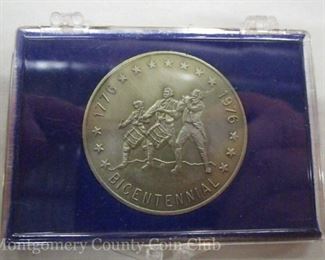 1776 1976
BICENTENNIAL
Montgomery County Coin Club